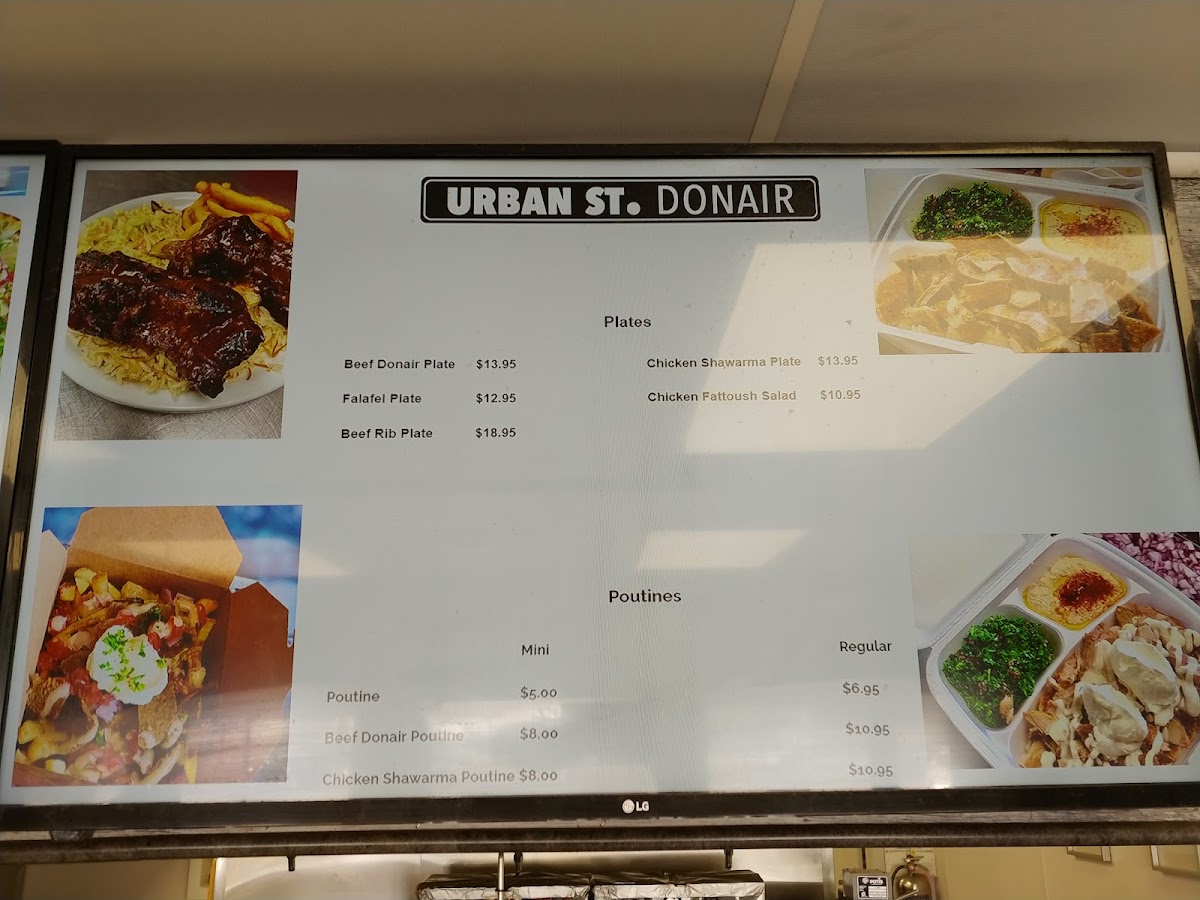 URBAN ST. DONAIR
Plates
Beef Donair Plate $13.95
Falafel Plate $12.95
Beef Rib Plate $18.95
Chicken Shawarma Plate $13.95
Chicken Fattoush Salad $10.95
Poutines
Mini Regular
Poutine $5.00 $6.95
Beef Donair Poutine $8.00 $10.95
Chicken Shawarma Poutine $8.00 $10.95
LG